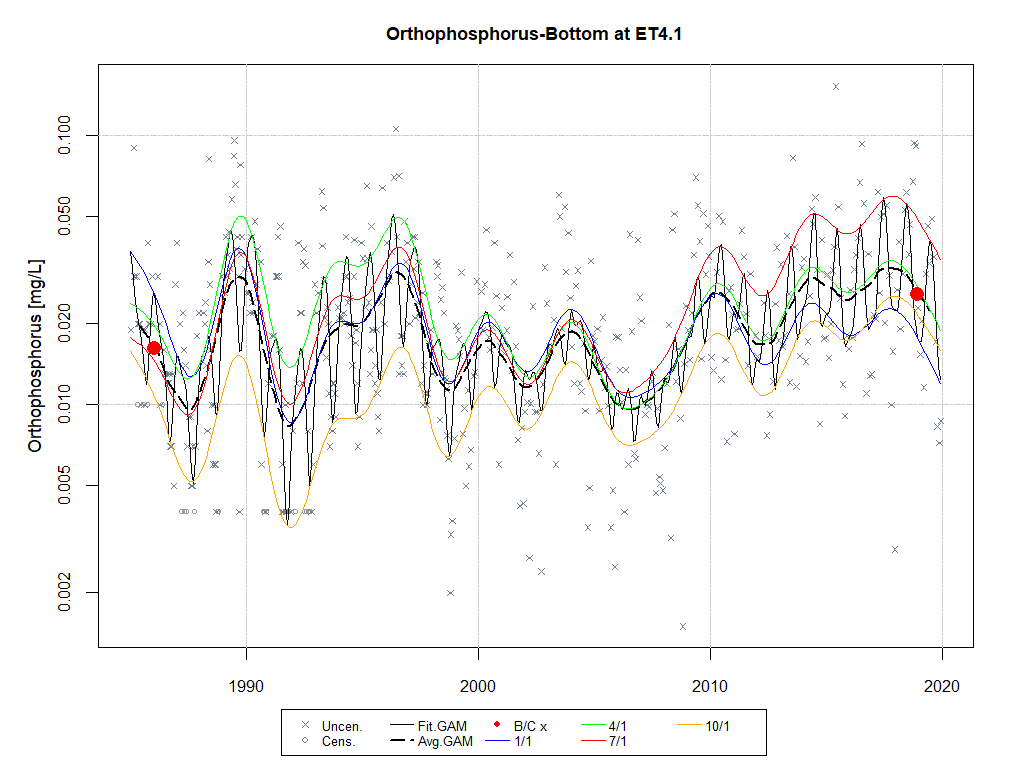 Orthophosphorus-Bottom at ET4.1
Orthophosphorus [mg/L]
0.100
0.050
0.020
0.010
0.005
0.002
1990 2000 2010 2020
Uncen. Fit.GAM B/C x 4/1 10/1
Cens. Avg.GAM 1/1 7/1